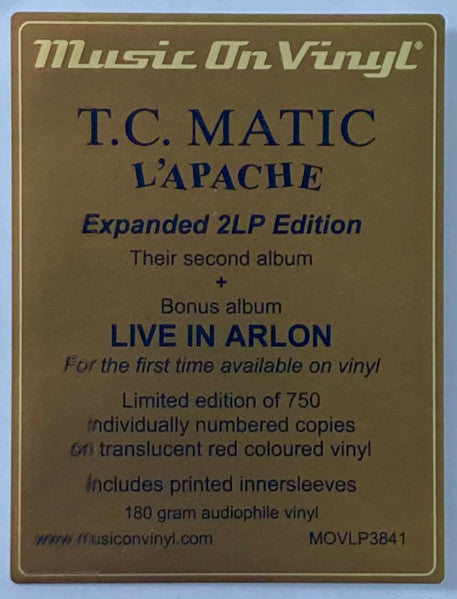 Music On Vinyl®
T.C. MATIC
L'APACHE
Expanded 2LP Edition
Their second album
+
Bonus album
LIVE IN ARLON
For the first time available on vinyl
Limited edition of 750
individually numbered copies
on translucent red coloured vinyl
Includes printed innersleeves
180 gram audiophile vinyl
www.musiconvinyl.com MOVLP3841